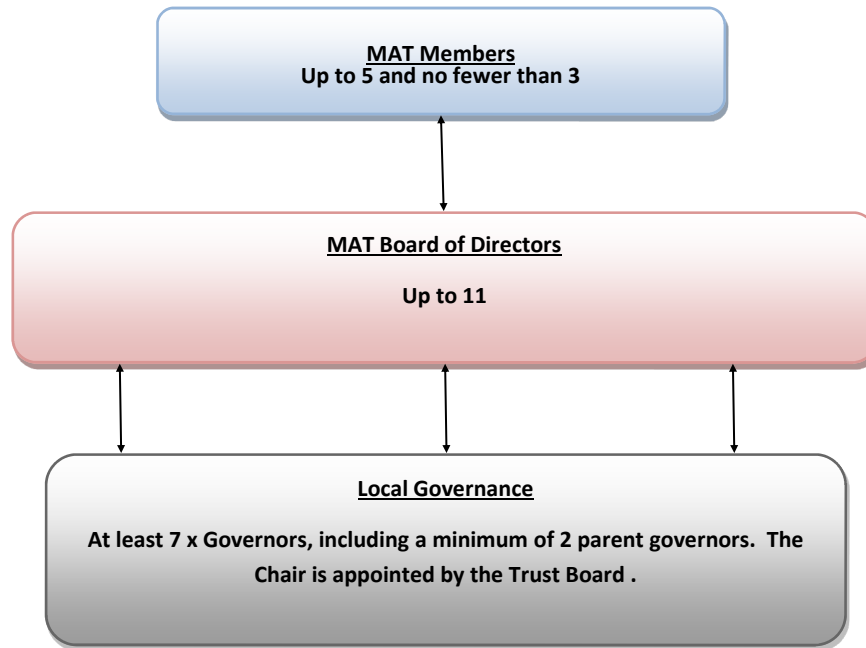 MAT Members
Up to 5 and no fewer than 3
MAT Board of Directors
Up to 11
Local Governance
At least 7 x Governors, including a minimum of 2 parent governors.  The
Chair is appointed by the Trust Board .